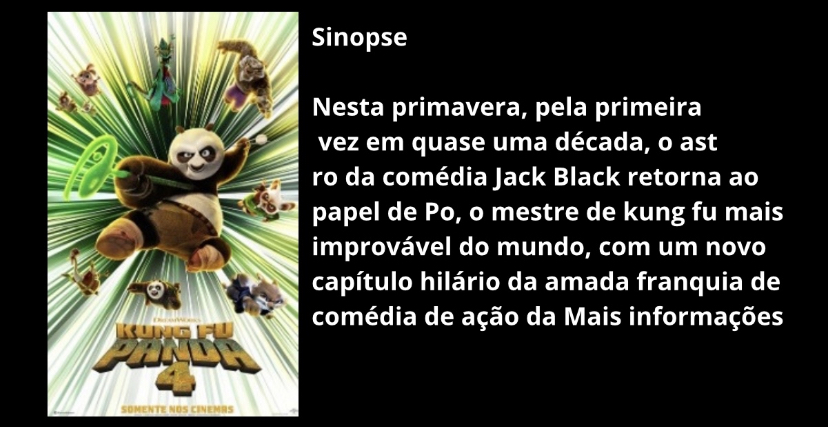 Sinopse
Nesta primavera, pela primeira
vez em quase uma década, o ast
ro da comédia Jack Black retorna ao
papel de Po, o mestre de kung fu mais
improvável do mundo, com um novo
capítulo hilário da amada franquia de
comédia de ação da Mais informações
DREAMWORKS
KUNG FU
PANDA
4
SOMENTE NOS CINEMAS